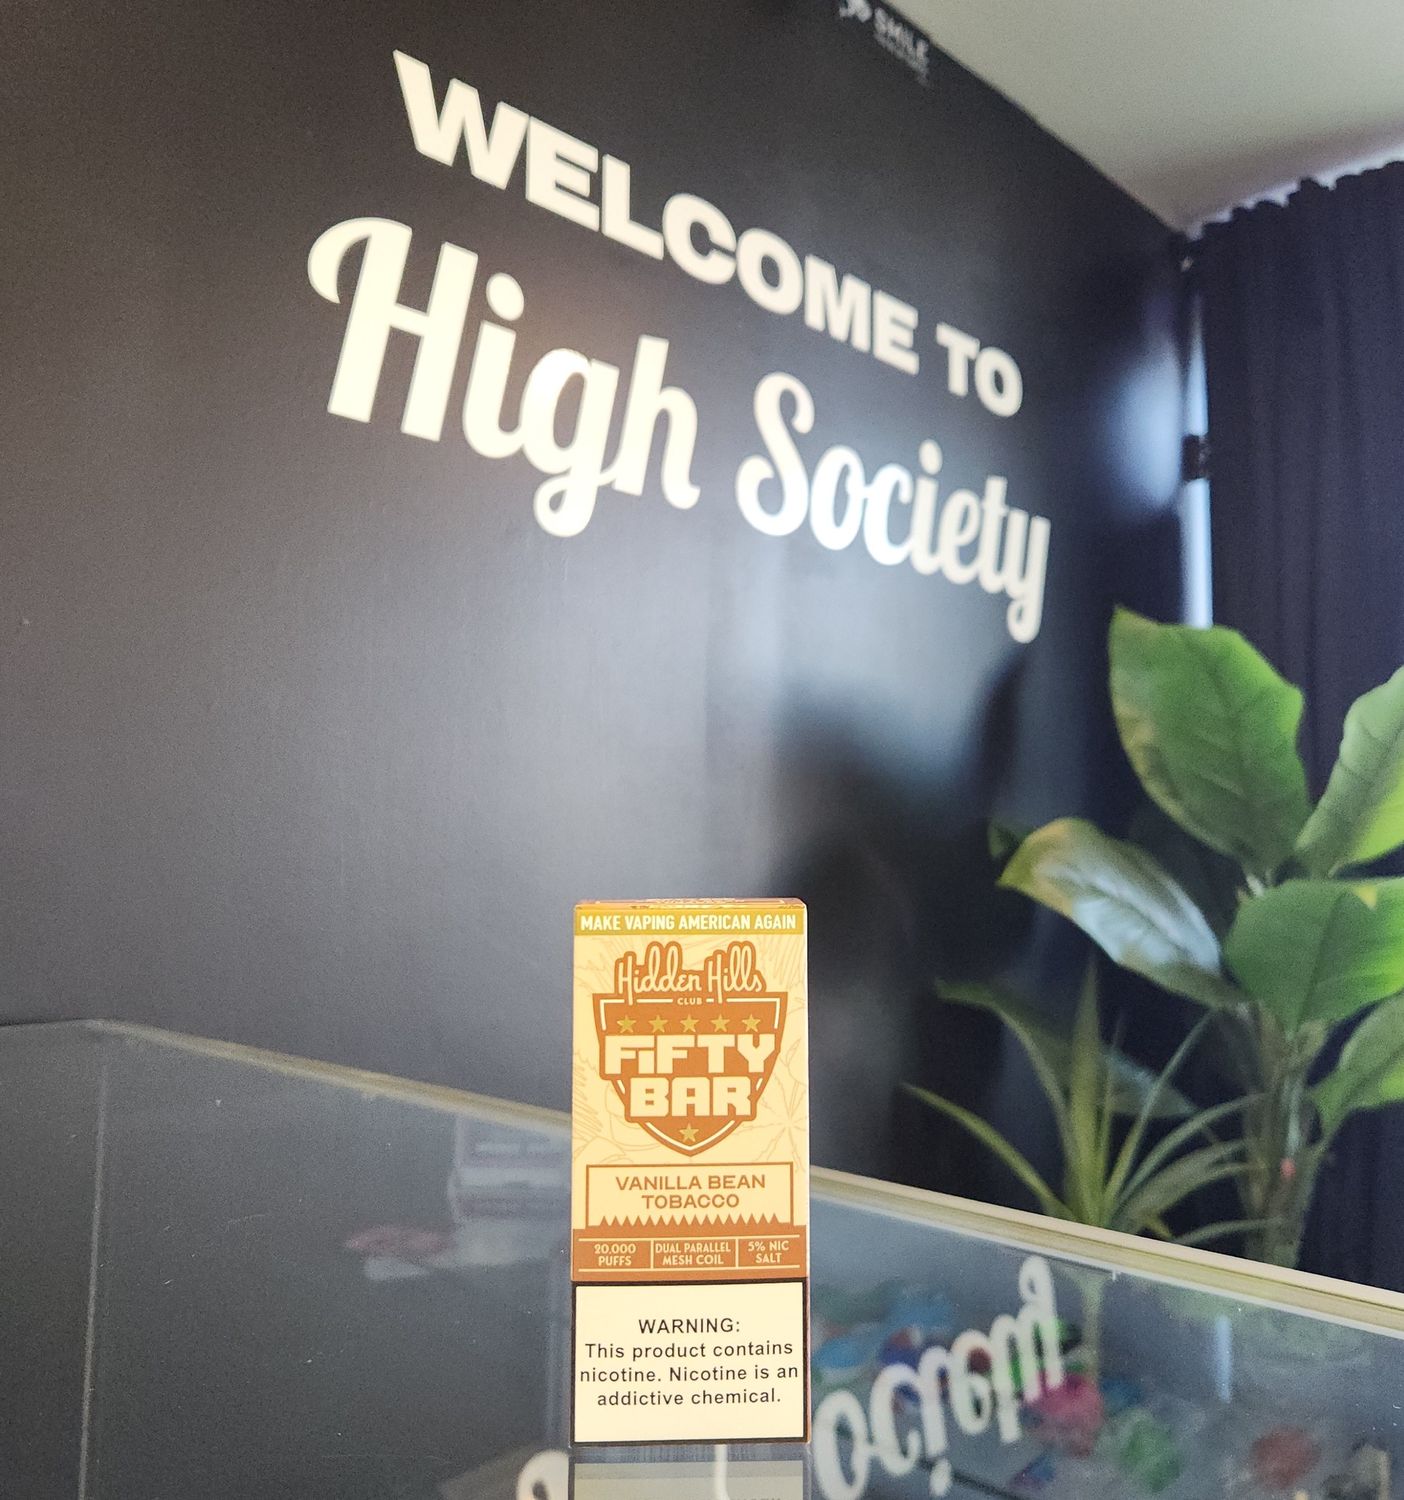 SMILE
WELCOME TO
High Society
MAKE VAPING AMERICAN AGAIN
Hidden Hills
CLUB
FiFTY
BAR
VANILLA BEAN
TOBACCO
20,000
PUFFS
DUAL PARALLEL
MESH COIL
5% NIC
SALT
WARNING:
This product contains
nicotine. Nicotine is an
addictive chemical.